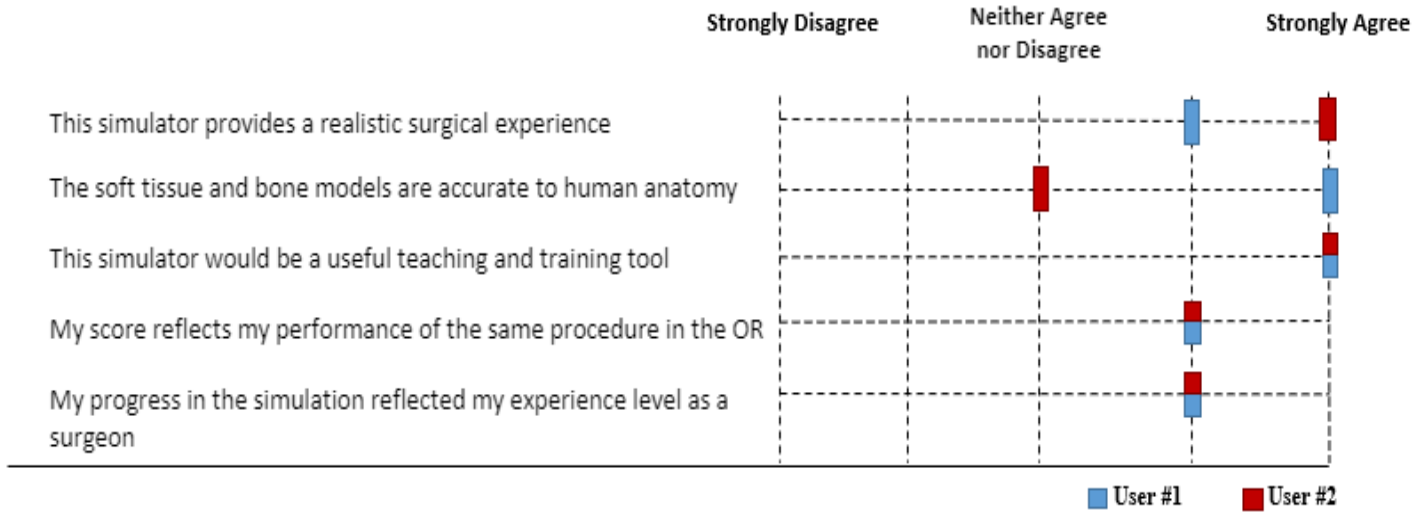 Strongly Disagree
Neither Agree
nor Disagree
Strongly Agree
This simulator provides a realistic surgical experience
The soft tissue and bone models are accurate to human anatomy
This simulator would be a useful teaching and training tool
My score reflects my performance of the same procedure in the OR
My progress in the simulation reflected my experience level as a
surgeon
User #1
User #2